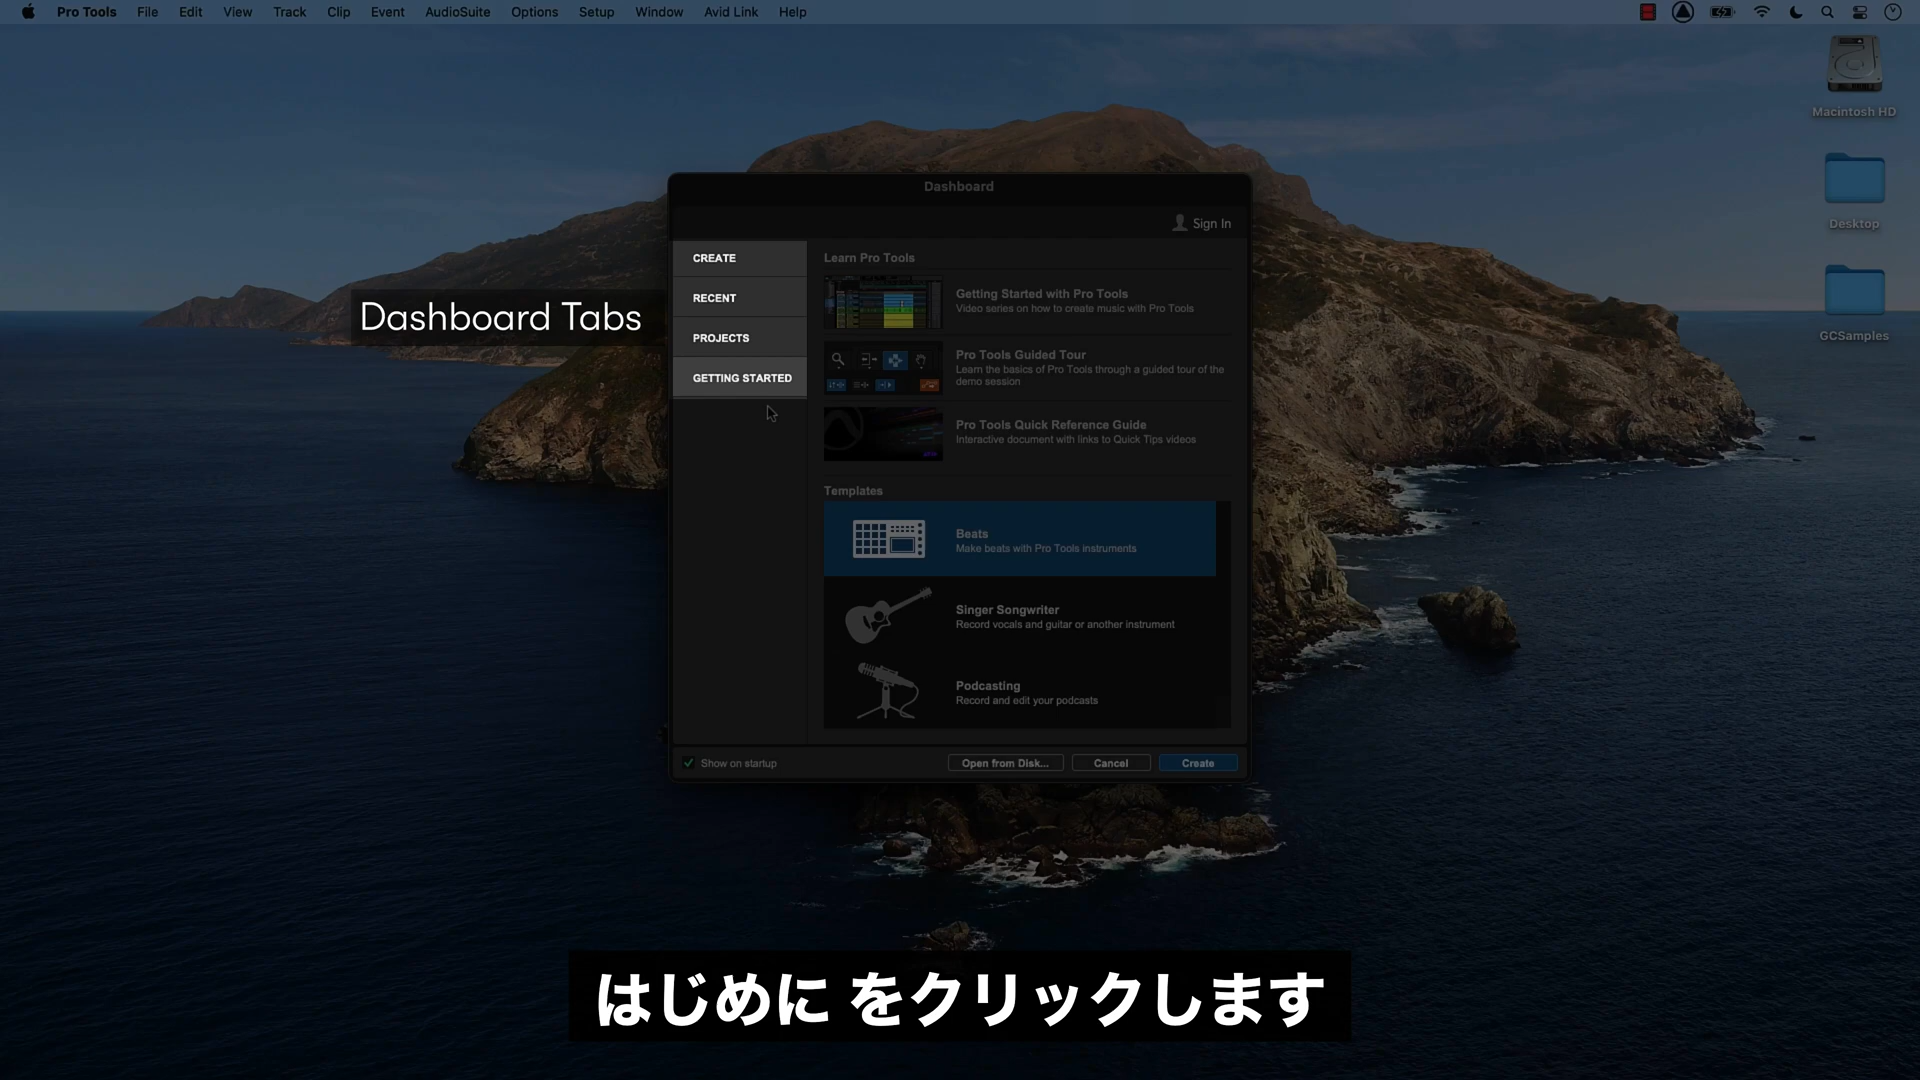 Pro Tools File Edit View Track Clip Event AudioSuite Options Setup Window Avid Link Help
Macintosh HD
Desktop
GCSamples
Dashboard
Sign In
Dashboard Tabs
CREATE
RECENT
PROJECTS
GETTING STARTED
Learn Pro Tools
Getting Started with Pro Tools
Video series on how to create music with Pro Tools
Pro Tools Guided Tour
Learn the basics of Pro Tools through a guided tour of the
demo session
Pro Tools Quick Reference Guide
Interactive document with links to Quick Tips videos
Templates
Beats
Make beats with Pro Tools instruments
Singer Songwriter
Record vocals and guitar or another instrument
Podcasting
Record and edit your podcasts
Show on startup
Open from Disk... Cancel Create
はじめに をクリックします